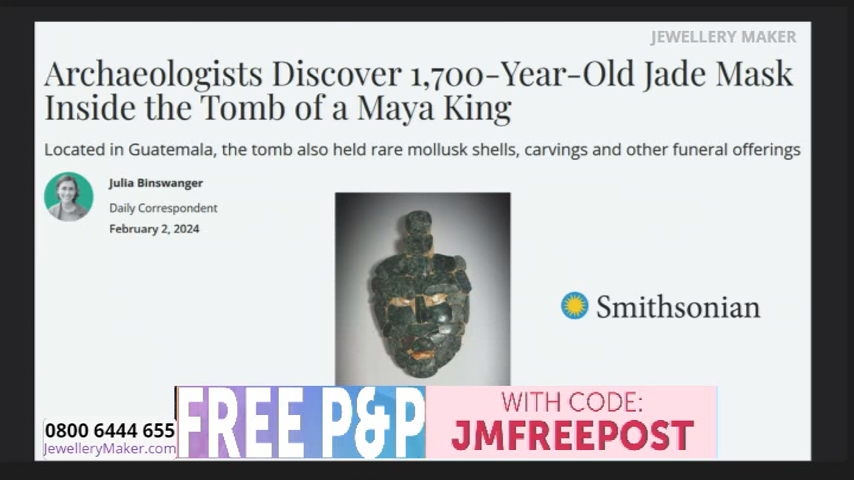 JEWELLERY MAKER
Archaeologists Discover 1,700-Year-Old Jade Mask
Inside the Tomb of a Maya King
Located in Guatemala, the tomb also held rare mollusk shells, carvings and other funeral offerings
Julia Binswanger
Daily Correspondent
February 2, 2024
Smithsonian
FREE P&P
WITH CODE:
JMFREEPOST
0800 6444 655
JewelleryMaker.com